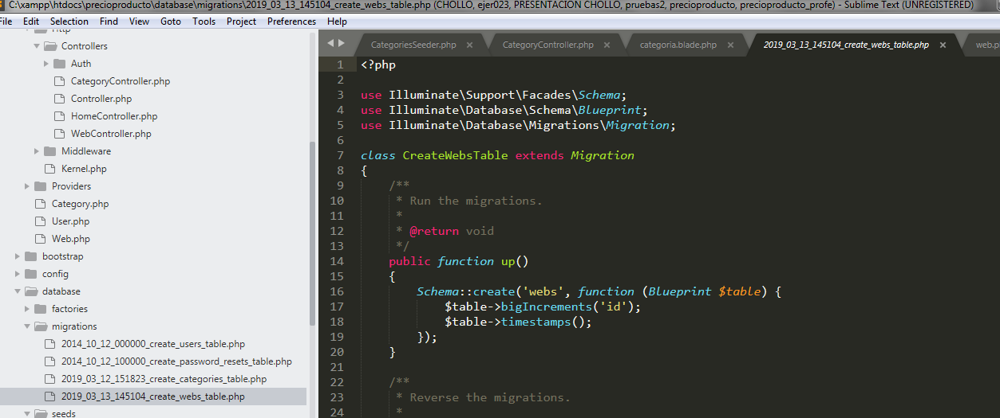 C:\xampp\htdocs\precioproducto\database\migrations\2019_03_13_145104_create_webs_table.php (CHOLLO, ejer023, PRESENTACION CHOLLO, pruebas2, precioproducto, precioproducto_profe) - Sublime Text (UNREGISTERED)
File Edit Selection Find View Goto Tools Project Preferences Help
Http
Controllers
Auth
CategoryController.php
Controller.php
HomeController.php
WebController.php
Middleware
Kernel.php
Providers
Category.php
User.php
Web.php
bootstrap
config
database
factories
migrations
2014_10_12_000000_create_users_table.php
2014_10_12_100000_create_password_resets_table.php
2019_03_12_151823_create_categories_table.php
2019_03_13_145104_create_webs_table.php
seeds
CategoriesSeeder.php × CategoryController.php × categoria.blade.php × 2019_03_13_145104_create_webs_table.php × web.p
1 <?php
2
3 use Illuminate\Support\Facades\Schema;
4 use Illuminate\Database\Schema\Blueprint;
5 use Illuminate\Database\Migrations\Migration;
6
7 class CreateWebsTable extends Migration
8 {
9 /**
10 * Run the migrations.
11 *
12 * @return void
13 */
14 public function up()
15 {
16 Schema::create('webs', function (Blueprint $table) {
17 $table->bigIncrements('id');
18 $table->timestamps();
19 });
20 }
21
22 /**
23 * Reverse the migrations.
24 *